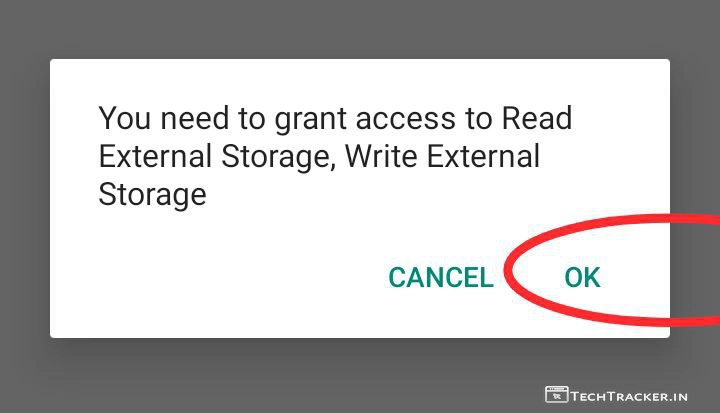 You need to grant access to Read
External Storage, Write External
Storage
CANCEL OK
TECHTRACKER.IN